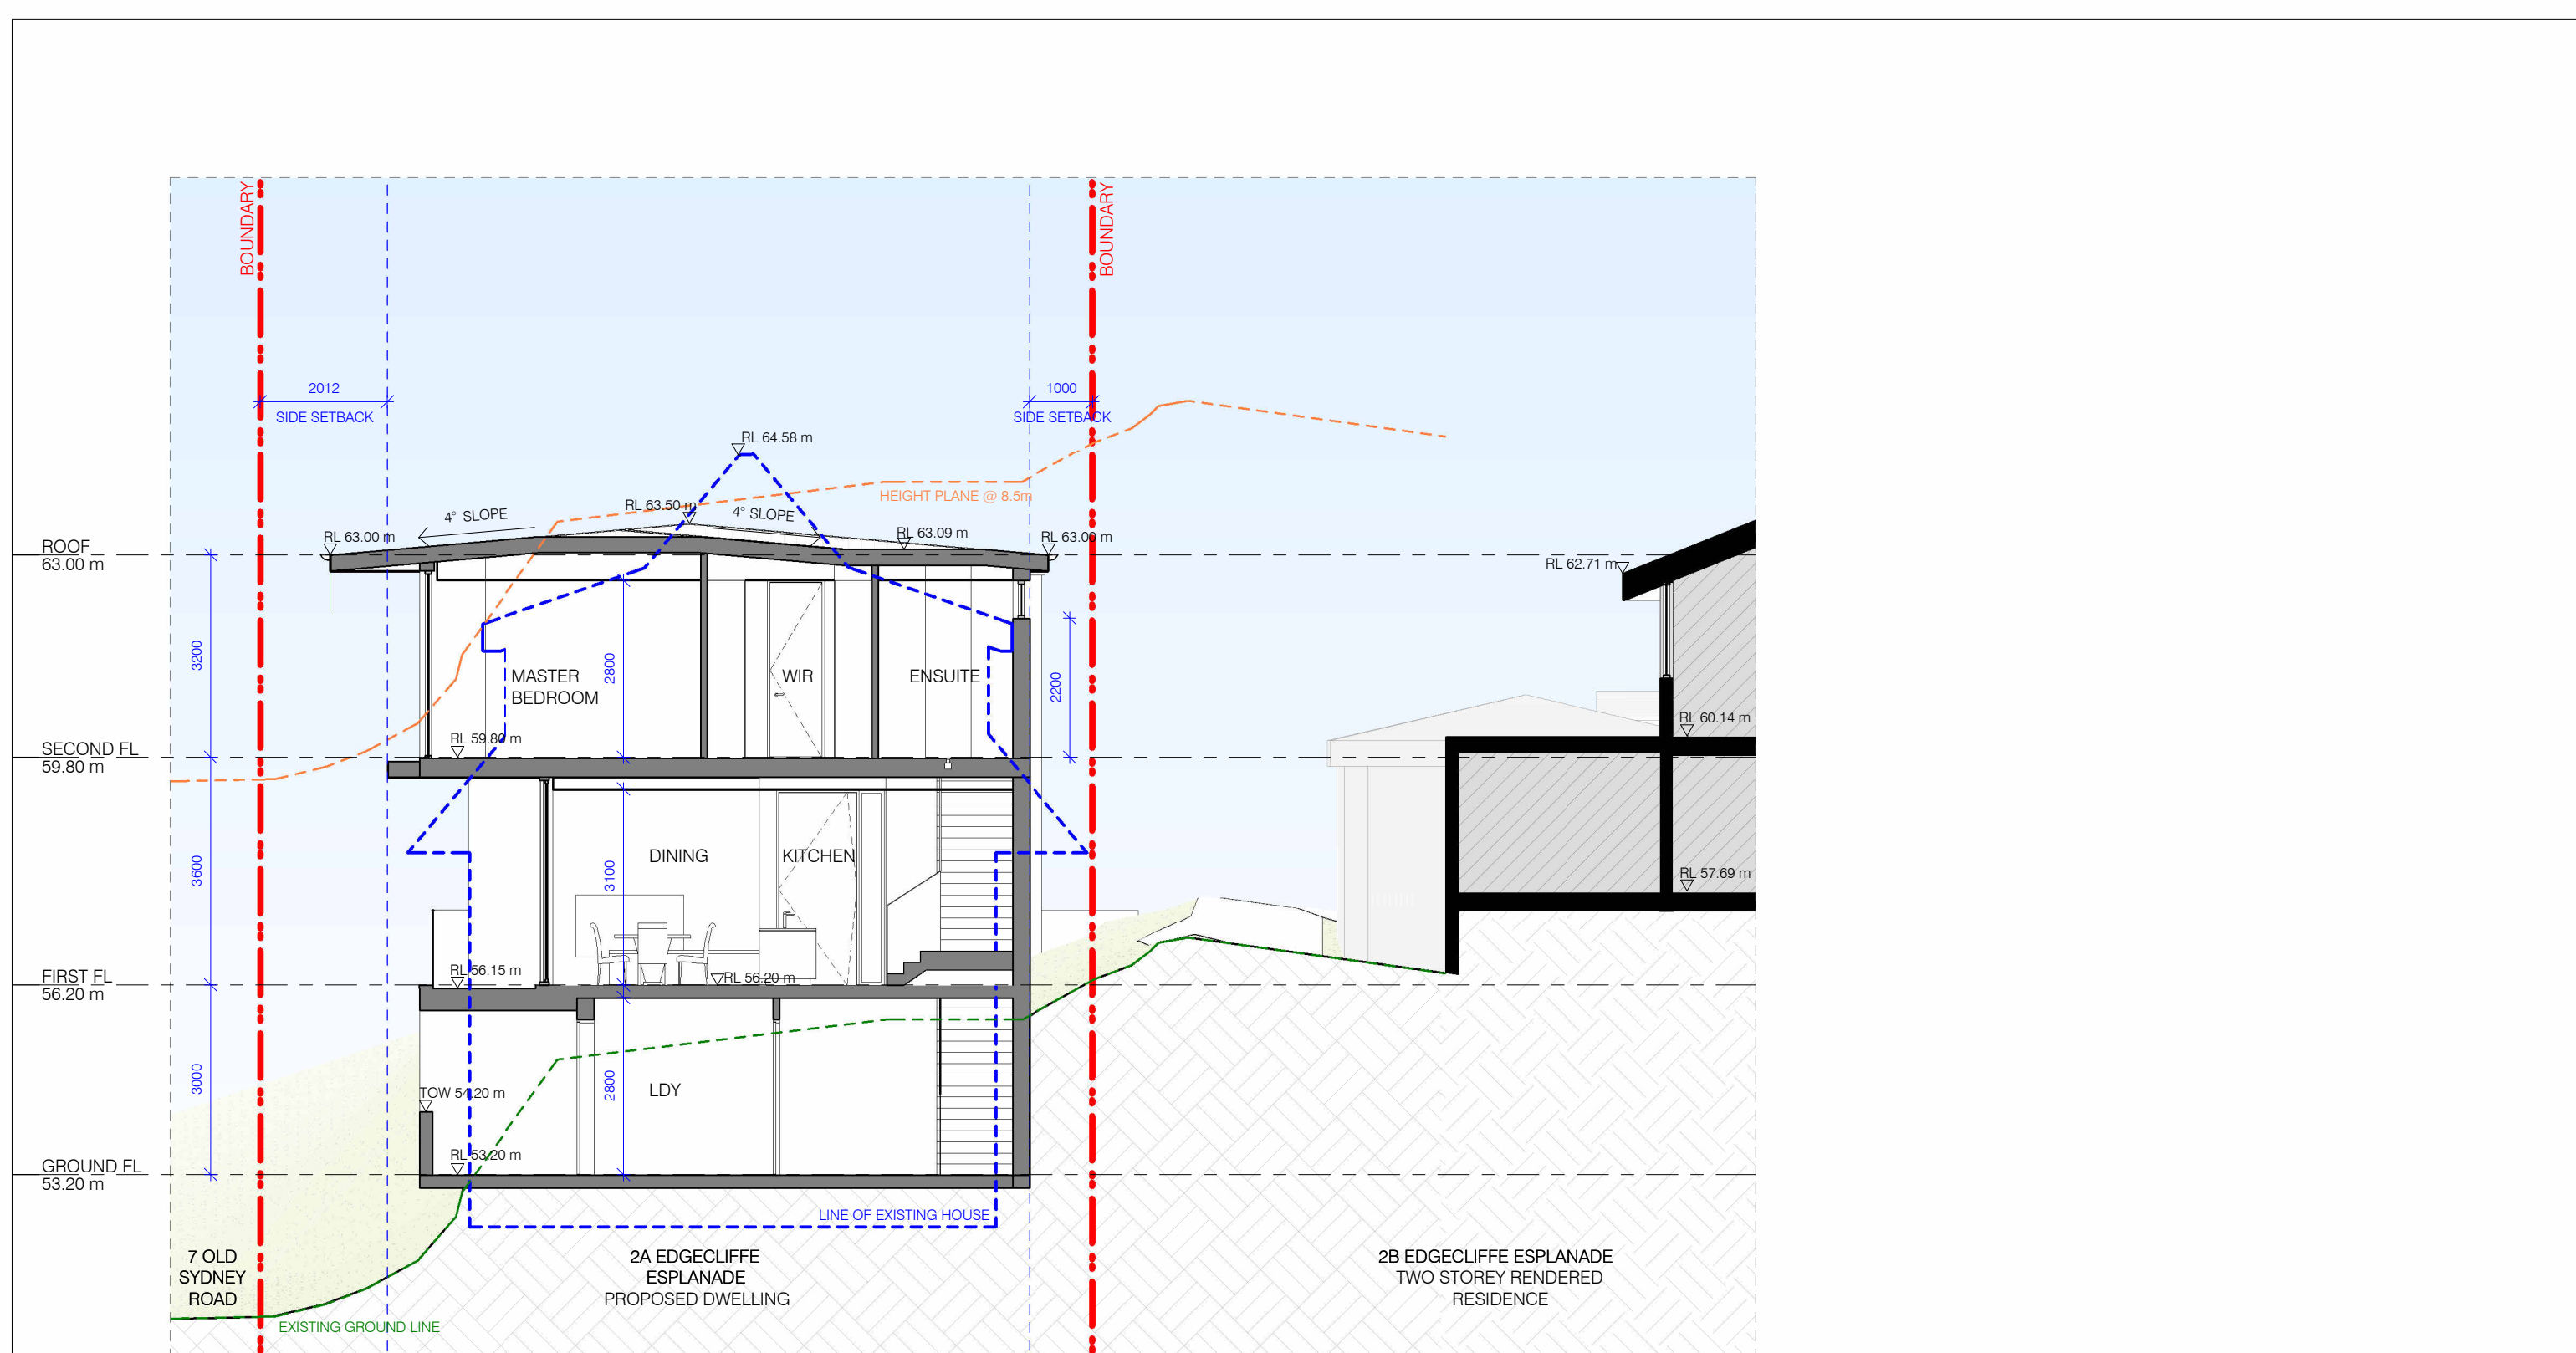 BOUNDARY
BOUNDARY
2012
SIDE SETBACK
1000
SIDE SETBACK
RL 64.58 m
HEIGHT PLANE @ 8.5m
RL 63.50 m
4° SLOPE
4° SLOPE
RL 63.09 m
RL 63.00 m
RL 63.00 m
ROOF
63.00 m
RL 62.71 m
3200
2800
2200
MASTER
BEDROOM
WIR
ENSUITE
RL 60.14 m
RL 59.80 m
SECOND FL
59.80 m
3600
3100
DINING
KITCHEN
RL 57.69 m
RL 56.15 m
RL 56.20 m
FIRST FL
56.20 m
3000
2800
LDY
TOW 54.20 m
RL 53.20 m
GROUND FL
53.20 m
LINE OF EXISTING HOUSE
7 OLD
SYDNEY
ROAD
2A EDGECLIFFE
ESPLANADE
PROPOSED DWELLING
2B EDGECLIFFE ESPLANADE
TWO STOREY RENDERED
RESIDENCE
EXISTING GROUND LINE